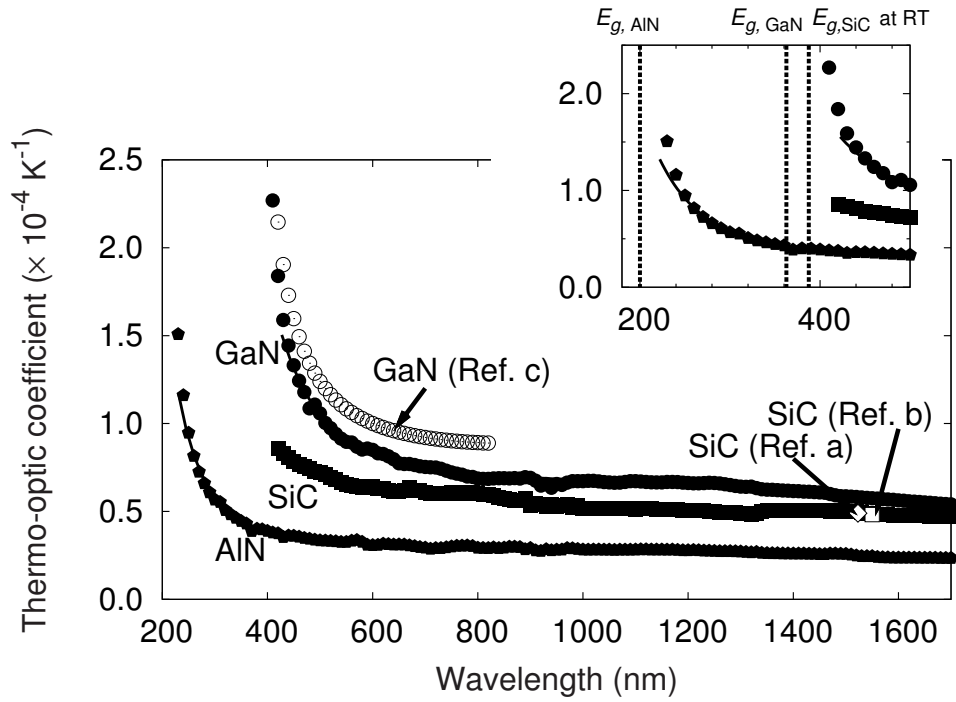 E_g, AlN E_g, GaN E_g,SiC at RT
2.0
1.0
0.0
200 400
Thermo-optic coefficient (× 10⁻⁴ K⁻¹)
2.5
2.0
1.5
1.0
0.5
0.0
GaN
GaN (Ref. c)
SiC (Ref. b)
SiC (Ref. a)
SiC
AlN
200 400 600 800 1000 1200 1400 1600
Wavelength (nm)